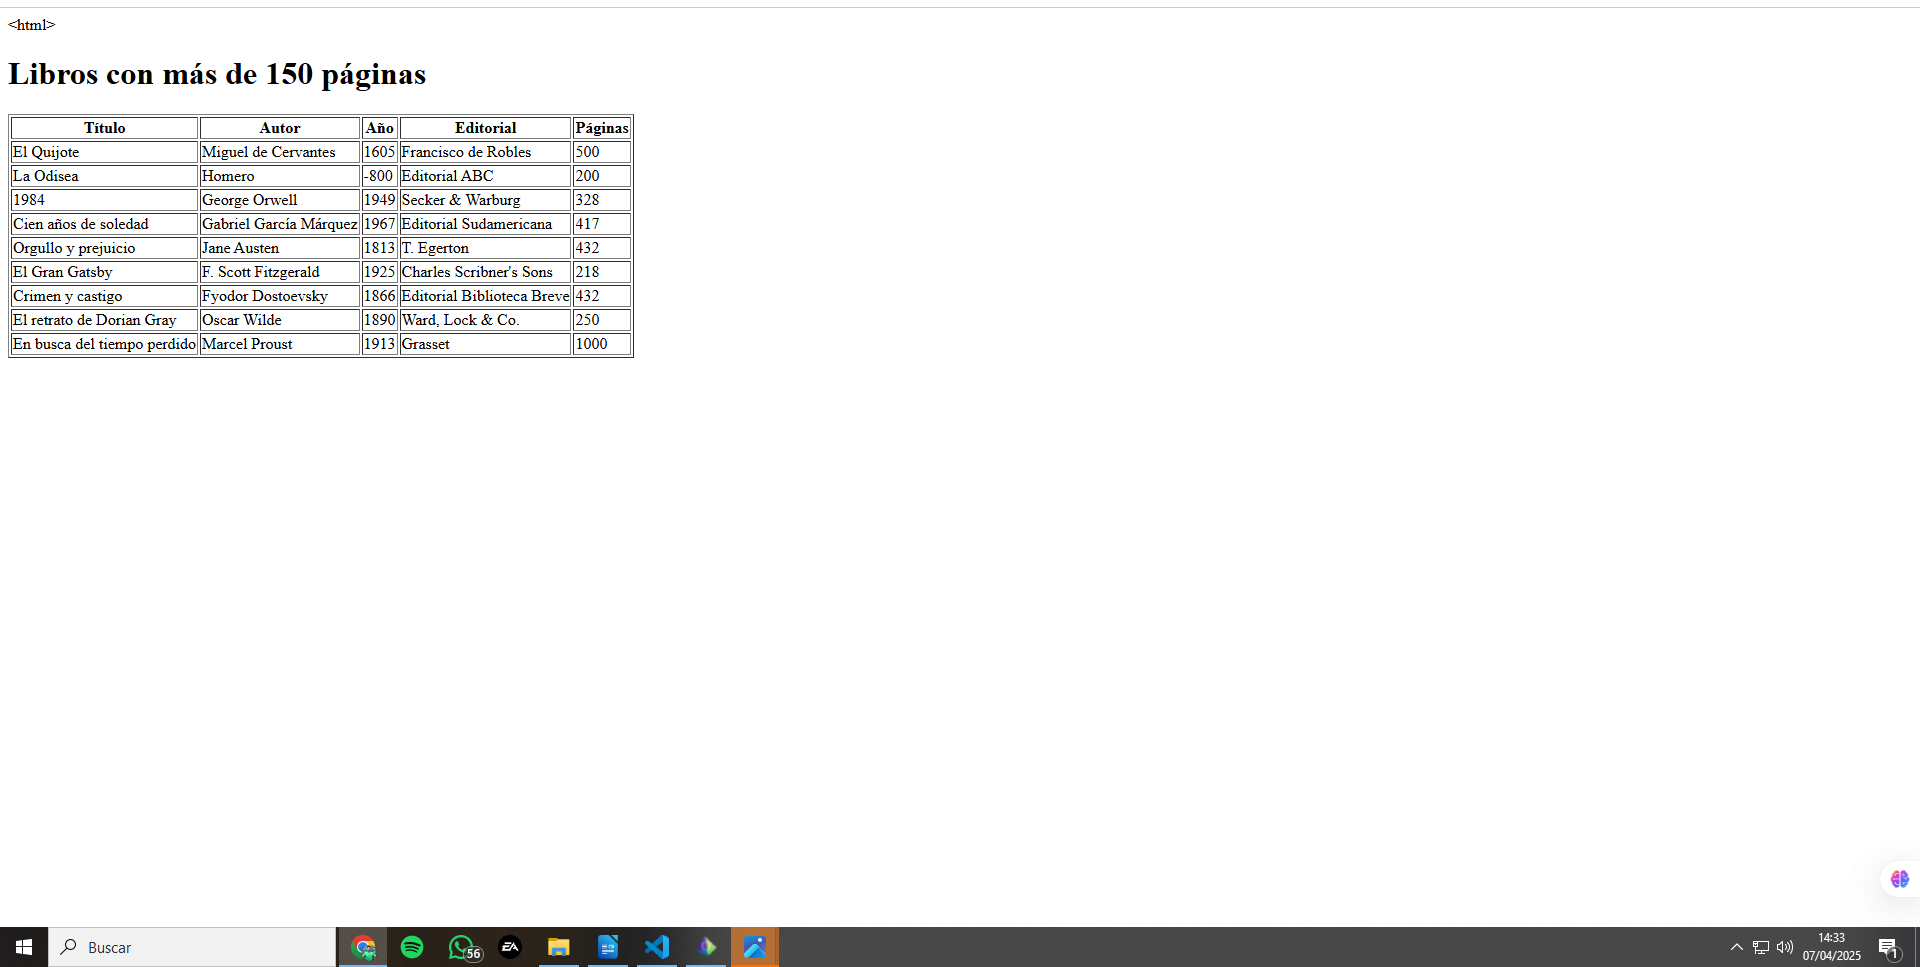 <html>
Libros con más de 150 páginas
Título Autor Año Editorial Páginas
El Quijote Miguel de Cervantes 1605 Francisco de Robles 500
La Odisea Homero -800 Editorial ABC 200
1984 George Orwell 1949 Secker & Warburg 328
Cien años de soledad Gabriel García Márquez 1967 Editorial Sudamericana 417
Orgullo y prejuicio Jane Austen 1813 T. Egerton 432
El Gran Gatsby F. Scott Fitzgerald 1925 Charles Scribner's Sons 218
Crimen y castigo Fyodor Dostoevsky 1866 Editorial Biblioteca Breve 432
El retrato de Dorian Gray Oscar Wilde 1890 Ward, Lock & Co. 250
En busca del tiempo perdido Marcel Proust 1913 Grasset 1000
Buscar
56
EA
14:33
07/04/2025
1